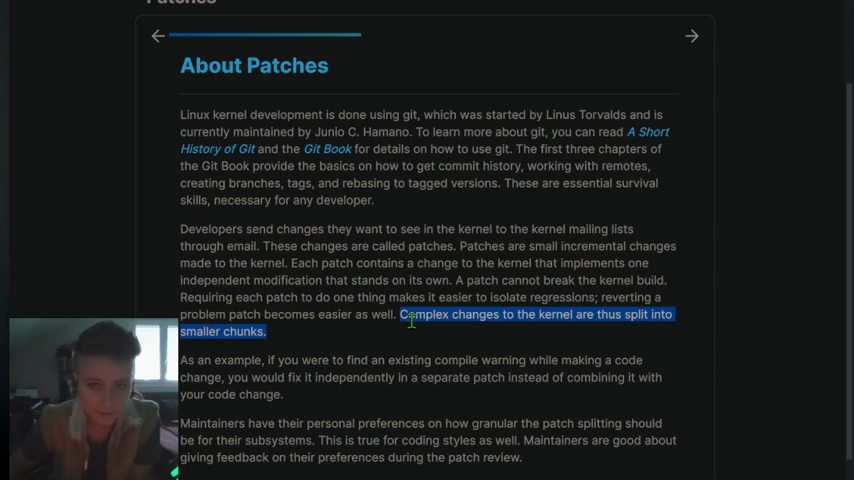 Patches
About Patches
Linux kernel development is done using git, which was started by Linus Torvalds and is
currently maintained by Junio C. Hamano. To learn more about git, you can read A Short
History of Git and the Git Book for details on how to use git. The first three chapters of
the Git Book provide the basics on how to get commit history, working with remotes,
creating branches, tags, and rebasing to tagged versions. These are essential survival
skills, necessary for any developer.
Developers send changes they want to see in the kernel to the kernel mailing lists
through email. These changes are called patches. Patches are small incremental changes
made to the kernel. Each patch contains a change to the kernel that implements one
independent modification that stands on its own. A patch cannot break the kernel build.
Requiring each patch to do one thing makes it easier to isolate regressions; reverting a
problem patch becomes easier as well. Complex changes to the kernel are thus split into
smaller chunks.
As an example, if you were to find an existing compile warning while making a code
change, you would fix it independently in a separate patch instead of combining it with
your code change.
Maintainers have their personal preferences on how granular the patch splitting should
be for their subsystems. This is true for coding styles as well. Maintainers are good about
giving feedback on their preferences during the patch review.